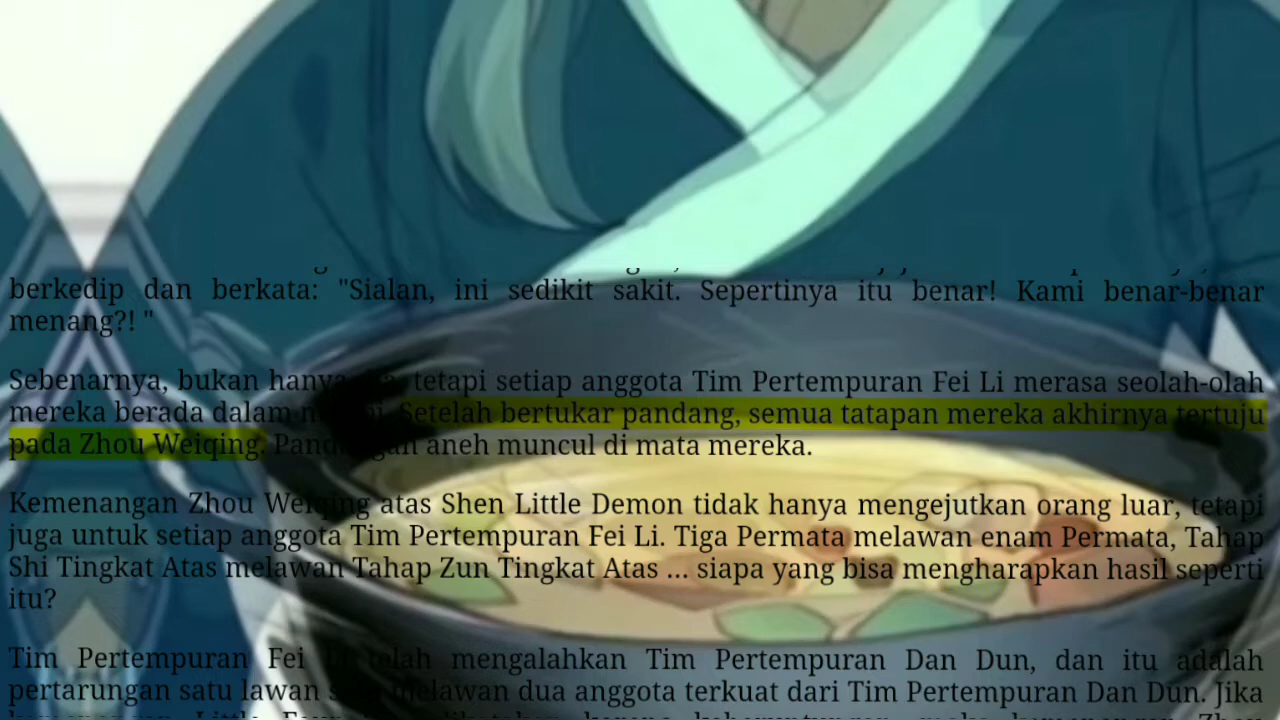 berkedip dan berkata: "Sialan, ini sedikit sakit. Sepertinya itu benar! Kami benar-benar
menang?! "
Sebenarnya, bukan hanya tetapi setiap anggota Tim Pertempuran Fei Li merasa seolah-olah
mereka berada dalam Setelah bertukar pandang, semua tatapan mereka akhirnya tertuju
pada Zhou Weiqing. Pandangan aneh muncul di mata mereka.
Kemenangan Zhou Weiqing atas Shen Little Demon tidak hanya mengejutkan orang luar, tetapi
juga untuk setiap anggota Tim Pertempuran Fei Li. Tiga Permata melawan enam Permata, Tahap
Shi Tingkat Atas melawan Tahap Zun Tingkat Atas ... siapa yang bisa mengharapkan hasil seperti
itu?
Tim Pertempuran Fei Li telah mengalahkan Tim Pertempuran Dan Dun, dan itu adalah
pertarungan satu lawan satu melawan dua anggota terkuat dari Tim Pertempuran Dan Dun. Jika